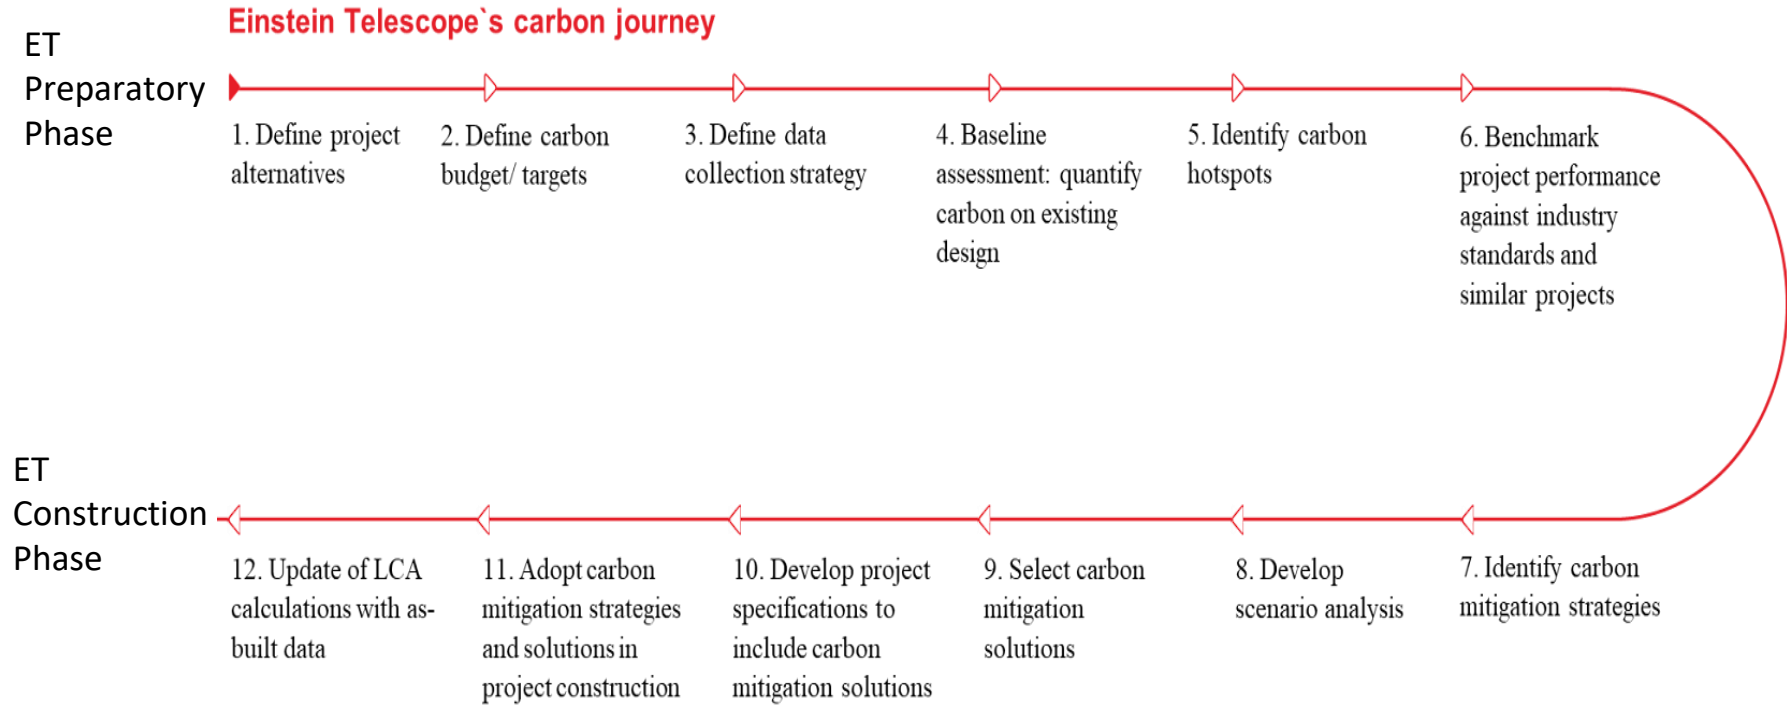 Einstein Telescope`s carbon journey
ET
Preparatory
Phase
1. Define project
alternatives
2. Define carbon
budget/ targets
3. Define data
collection strategy
4. Baseline
assessment: quantify
carbon on existing
design
5. Identify carbon
hotspots
6. Benchmark
project performance
against industry
standards and
similar projects
ET
Construction
Phase
12. Update of LCA
calculations with as-
built data
11. Adopt carbon
mitigation strategies
and solutions in
project construction
10. Develop project
specifications to
include carbon
mitigation solutions
9. Select carbon
mitigation
solutions
8. Develop
scenario analysis
7. Identify carbon
mitigation strategies